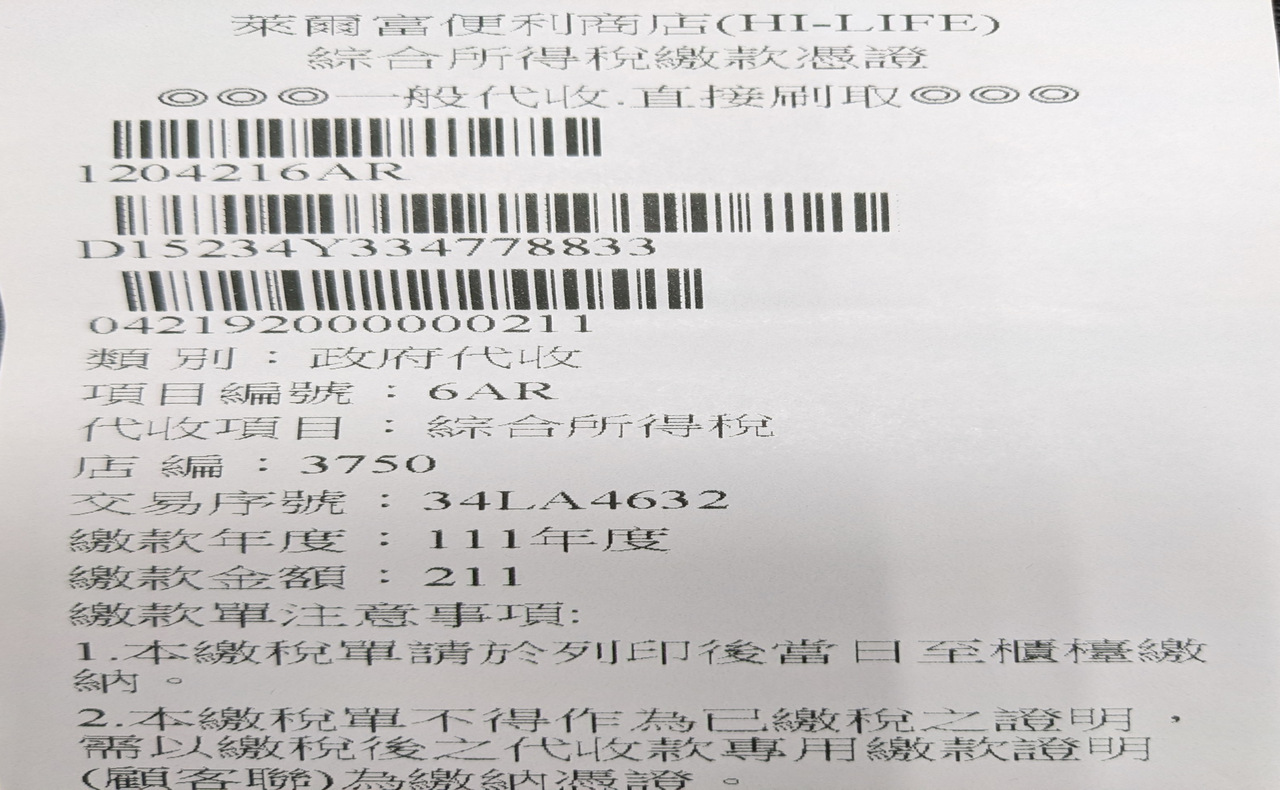 萊爾富便利商店(HI-LIFE)
綜合所得稅繳款憑證
◎◎◎一般代收.直接刷取◎◎◎
1204216AR
D15234Y334778833
042192000000211
類別：政府代收
項目編號：6AR
代收項目：綜合所得稅
店編：3750
交易序號：34LA4632
繳款年度：111年度
繳款金額：211
繳款單注意事項:
1.本繳稅單請於列印後當日至櫃檯繳
納。
2.本繳稅單不得作為已繳稅之證明，
需以繳稅後之代收款專用繳款證明
(顧客聯)為繳納憑證。